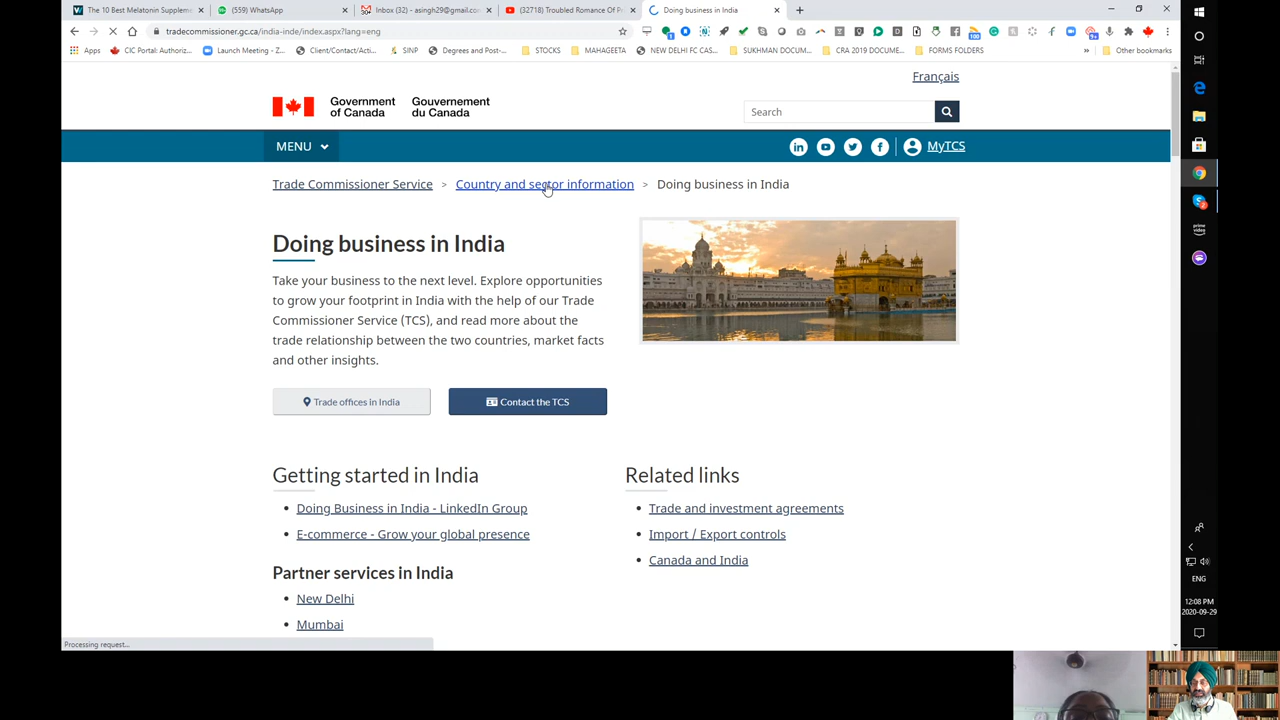 The 10 Best Melatonin Supplem
(559) WhatsApp
Inbox (32) - asingh29@gmail.co
(32718) Troubled Romance Of Pr
Doing business in India
tradecommissioner.gc.ca/india-inde/index.aspx?lang=eng
Apps
CIC Portal: Authoriz...
Launch Meeting - Z...
Client/Contact/Acti...
SINP
Degrees and Post-...
STOCKS
MAHAGEETA
NEW DELHI FC CAS...
SUKHMAN DOCUM...
CRA 2019 DOCUME...
FORMS FOLDERS
Other bookmarks
Français
Government of Canada
Gouvernement du Canada
Search
MENU
MyTCS
Trade Commissioner Service > Country and sector information > Doing business in India
Doing business in India
Take your business to the next level. Explore opportunities
to grow your footprint in India with the help of our Trade
Commissioner Service (TCS), and read more about the
trade relationship between the two countries, market facts
and other insights.
Trade offices in India
Contact the TCS
Getting started in India
Doing Business in India - LinkedIn Group
E-commerce - Grow your global presence
Partner services in India
New Delhi
Mumbai
Related links
Trade and investment agreements
Import / Export controls
Canada and India
Processing request...
prime video
ENG
12:08 PM
2020-09-29